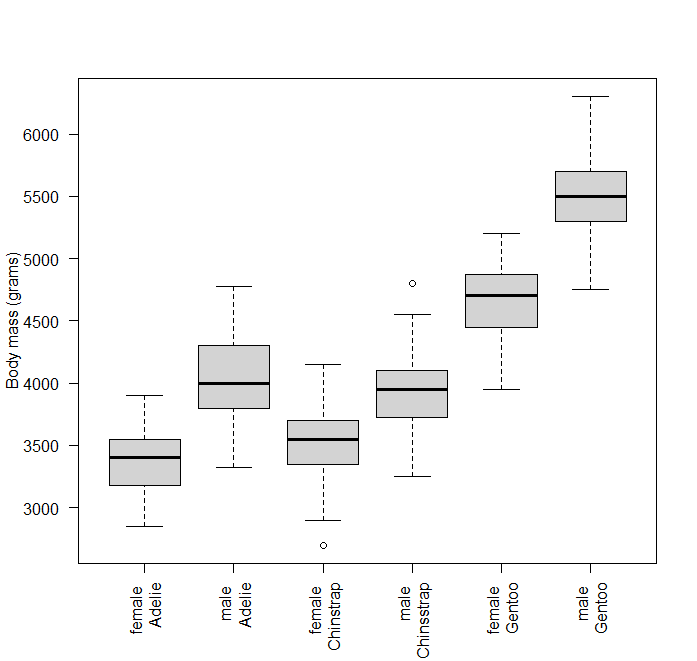 Body mass (grams)
6000
5500
5000
4500
4000
3500
3000
female
Adelie
male
Adelie
female
Chinstrap
male
Chinsstrap
female
Gentoo
male
Gentoo